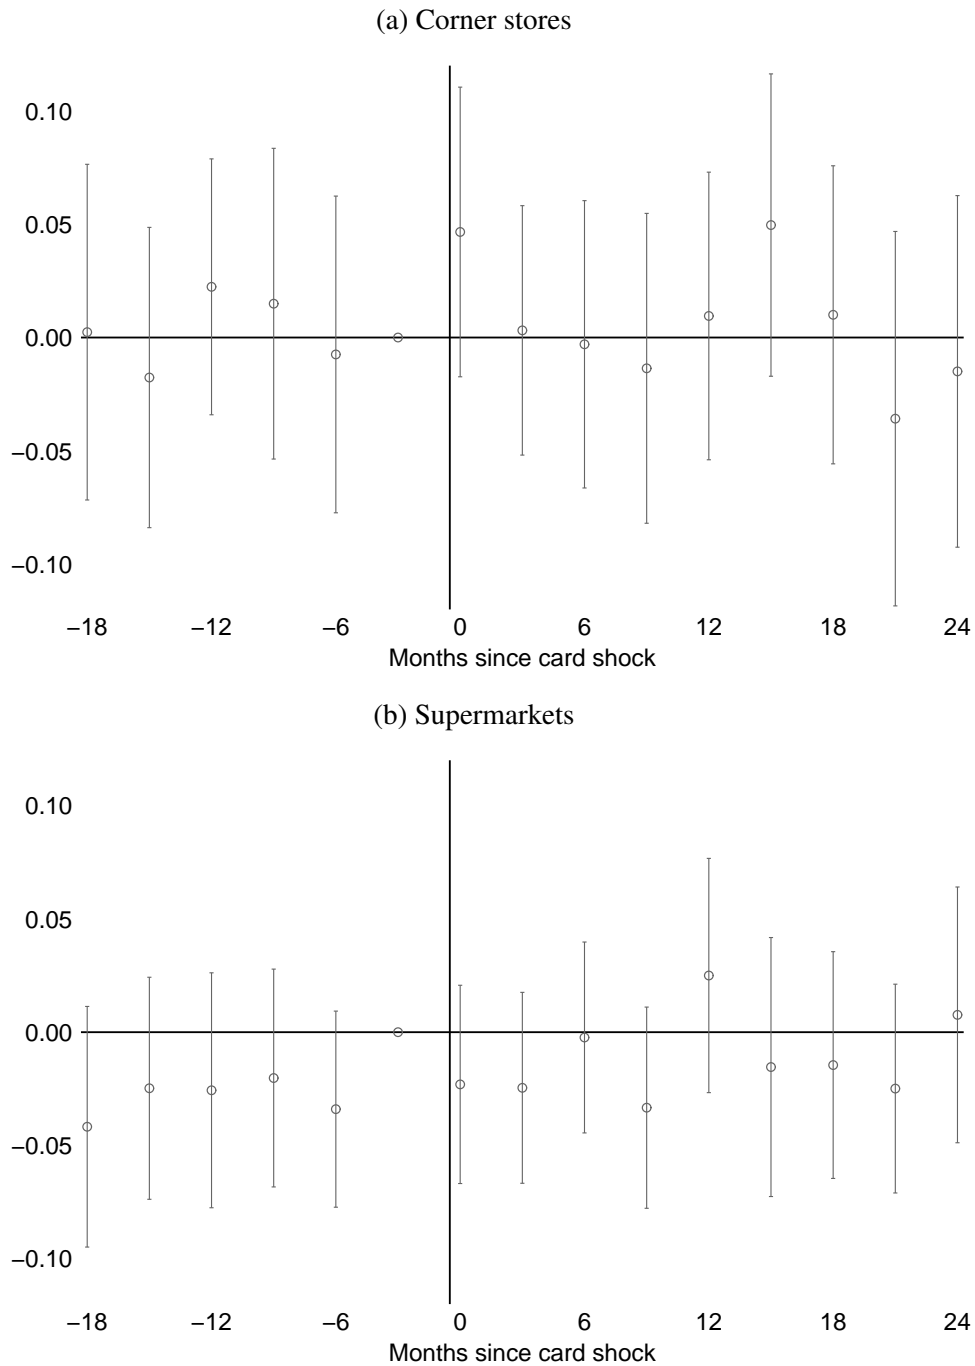 (a) Corner stores
0.10
0.05
0.00
−0.05
−0.10
−18 −12 −6 0 6 12 18 24
Months since card shock
(b) Supermarkets
0.10
0.05
0.00
−0.05
−0.10
−18 −12 −6 0 6 12 18 24
Months since card shock